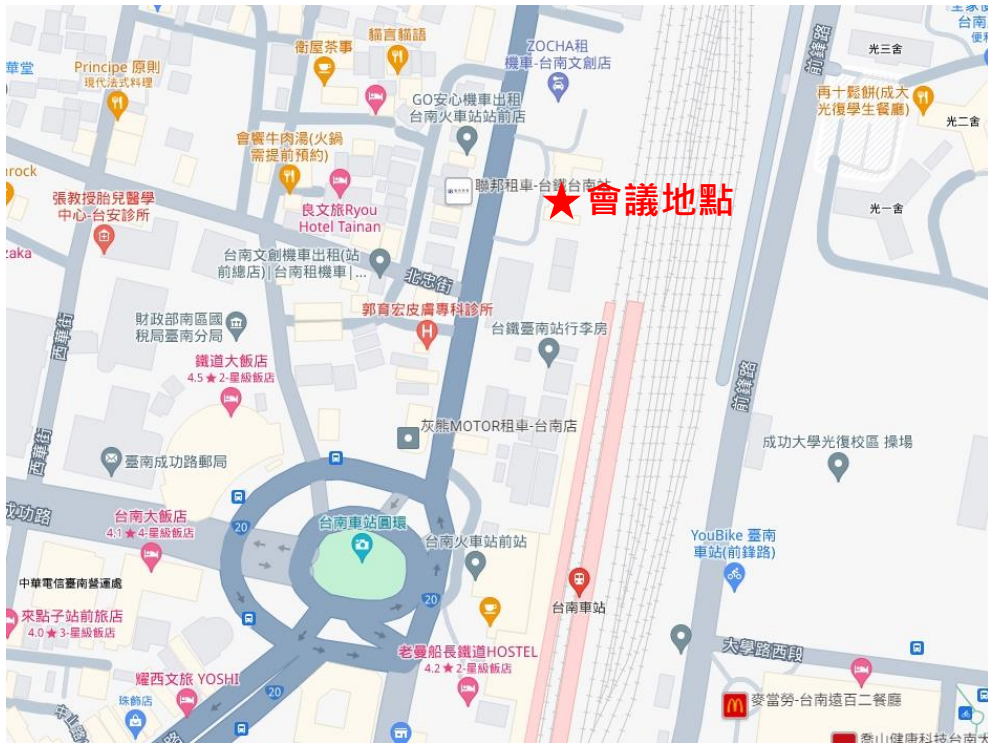 全家便
台南
便利
貓言貓語
衛屋茶事
ZOCHA租
機車-台南文創店
前鋒路
光三舍
華堂
Principe 原則
現代法式料理
GO安心機車出租
台南火車站站前店
再十鬆餅(成大
光復學生餐廳)
光二舍
會饗牛肉湯(火鍋
需提前預約)
rock
聯邦租車-台鐵台南站
★會議地點
張教授胎兒醫學
中心-台安診所
良文旅Ryou
Hotel Tainan
光一舍
zaka
台南文創機車出租(站
前總店)|台南租機車|...
北忠街
郭育宏皮膚專科診所
H
財政部南區國
稅局臺南分局
台鐵臺南站行李房
西華街
鐵道大飯店
4.5★2-星級飯店
前鋒路
灰熊MOTOR租車-台南店
西華街
臺南成功路郵局
成功大學光復校區 操場
成功路
台南大飯店
4.1★4-星級飯店
20
台南車站圓環
台南火車站前站
YouBike 臺南
車站(前鋒路)
中華電信臺南營運處
20
台南車站
來點子站前旅店
4.0★3-星級飯店
老曼船長鐵道HOSTEL
4.2★2-星級飯店
大學路西段
耀西文旅 YOSHI
20
珠飾店
麥當勞-台南遠百二餐廳
中山路
喬山健康科技台南大